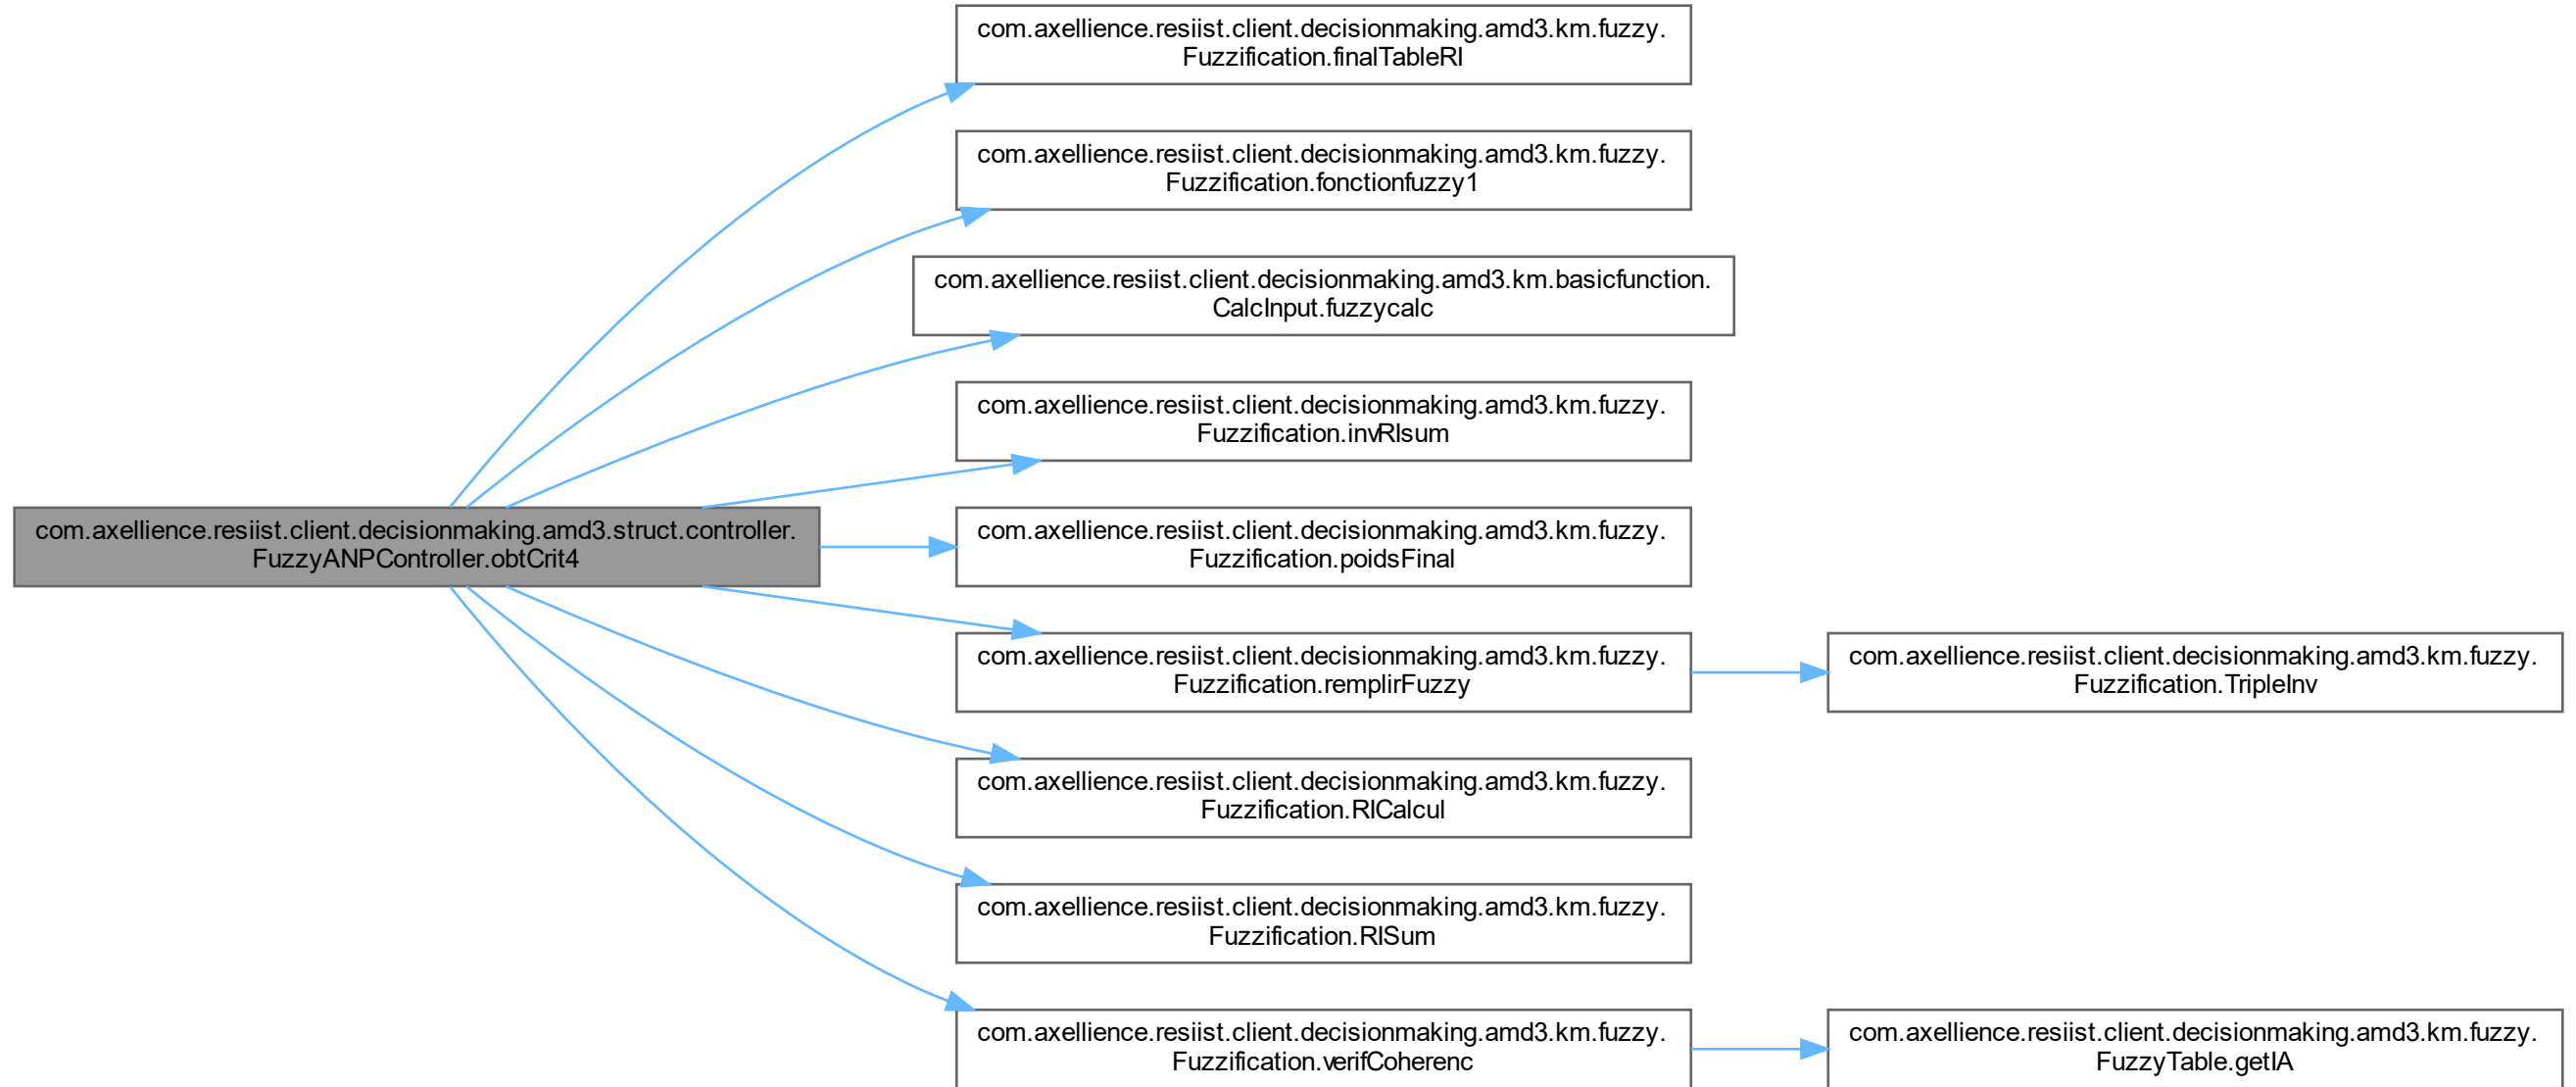 com.axellience.resiist.client.decisionmaking.amd3.km.fuzzy.
Fuzzification.finalTableRI
com.axellience.resiist.client.decisionmaking.amd3.km.fuzzy.
Fuzzification.fonctionfuzzy1
com.axellience.resiist.client.decisionmaking.amd3.km.basicfunction.
CalcInput.fuzzycalc
com.axellience.resiist.client.decisionmaking.amd3.km.fuzzy.
Fuzzification.invRIsum
com.axellience.resiist.client.decisionmaking.amd3.struct.controller.
FuzzyANPController.obtCrit4
com.axellience.resiist.client.decisionmaking.amd3.km.fuzzy.
Fuzzification.poidsFinal
com.axellience.resiist.client.decisionmaking.amd3.km.fuzzy.
Fuzzification.remplirFuzzy
com.axellience.resiist.client.decisionmaking.amd3.km.fuzzy.
Fuzzification.TripleInv
com.axellience.resiist.client.decisionmaking.amd3.km.fuzzy.
Fuzzification.RICalcul
com.axellience.resiist.client.decisionmaking.amd3.km.fuzzy.
Fuzzification.RISum
com.axellience.resiist.client.decisionmaking.amd3.km.fuzzy.
Fuzzification.verifCoherenc
com.axellience.resiist.client.decisionmaking.amd3.km.fuzzy.
FuzzyTable.getIA